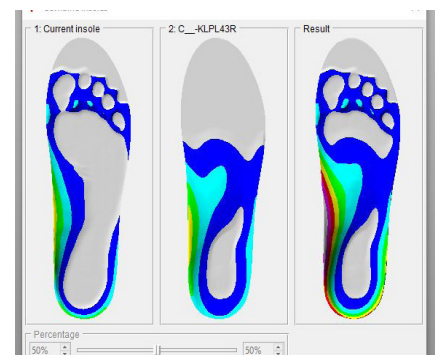 1: Current insole
2: C__-KLPL43R
Result
Percentage
50%
50%